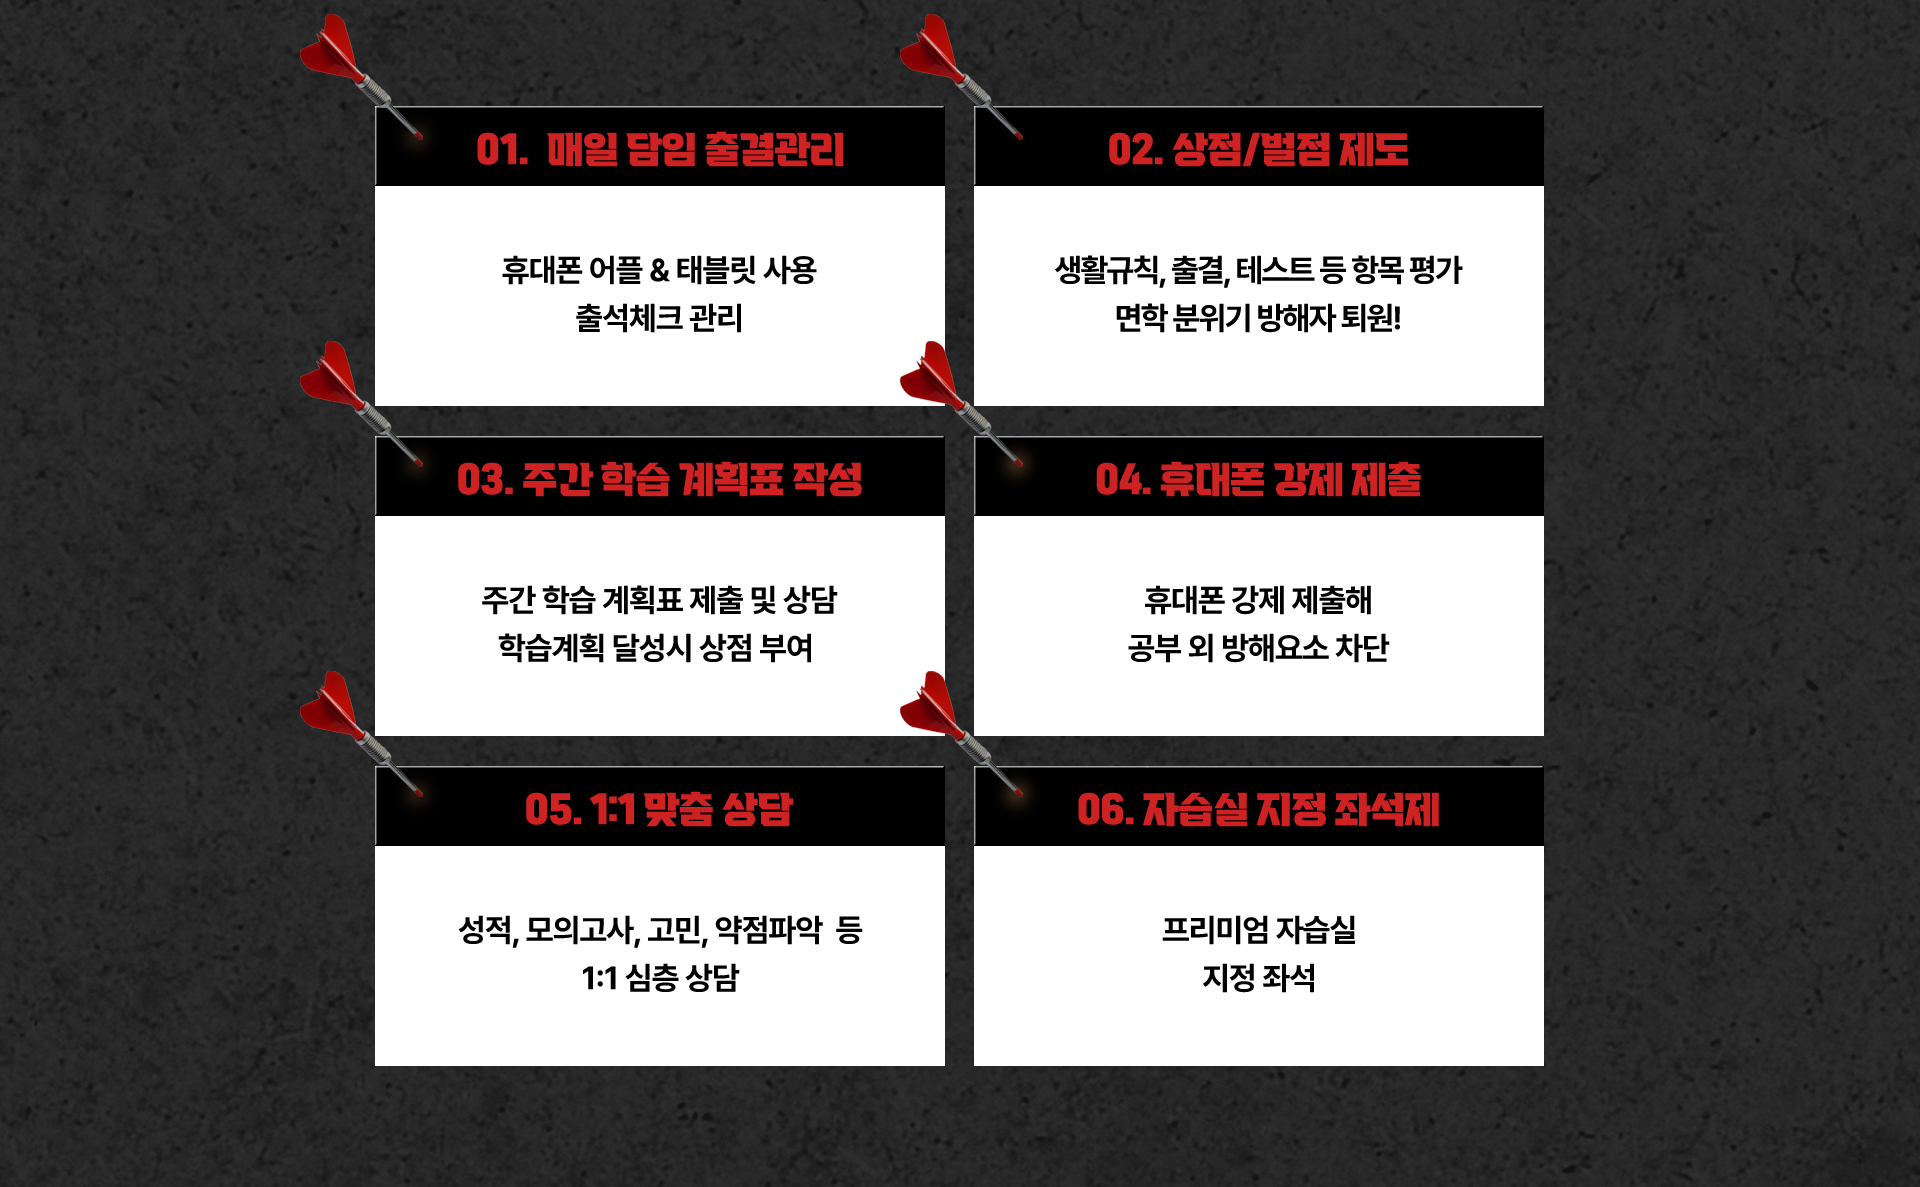 01. 매일 담임 출결관리
휴대폰 어플 & 태블릿 사용
출석체크 관리
02. 상점/벌점 제도
생활규칙, 출결, 테스트 등 항목 평가
면학 분위기 방해자 퇴원!
03. 주간 학습 계획표 작성
주간 학습 계획표 제출 및 상담
학습계획 달성시 상점 부여
04. 휴대폰 강제 제출
휴대폰 강제 제출해
공부 외 방해요소 차단
05. 1:1 맞춤 상담
성적, 모의고사, 고민, 약점파악 등
1:1 심층 상담
06. 자습실 지정 좌석제
프리미엄 자습실
지정 좌석